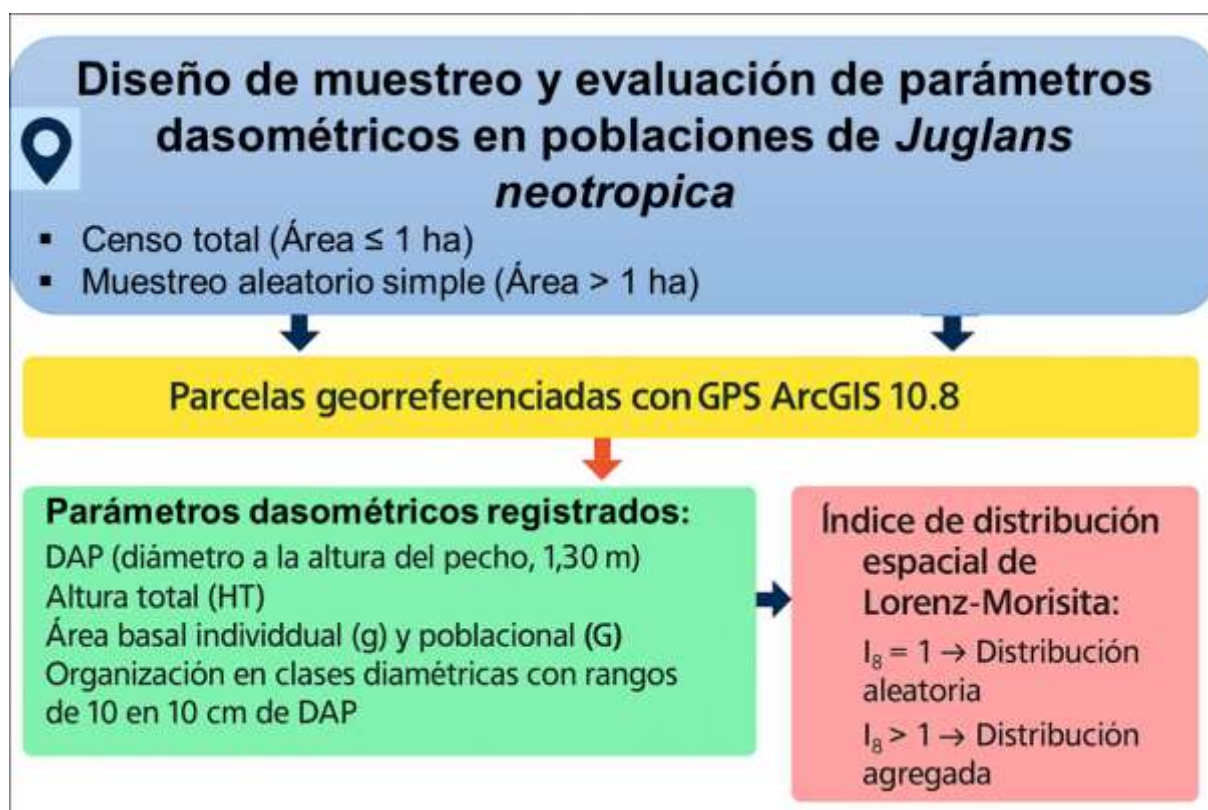 Diseño de muestreo y evaluación de parámetros
dasométricos en poblaciones de Juglans
neotropica
▪ Censo total (Área ≤ 1 ha)
▪ Muestreo aleatorio simple (Área > 1 ha)
Parcelas georreferenciadas con GPS ArcGIS 10.8
Parámetros dasométricos registrados:
DAP (diámetro a la altura del pecho, 1,30 m)
Altura total (HT)
Área basal individdual (g) y poblacional (G)
Organización en clases diamétricas con rangos
de 10 en 10 cm de DAP
Índice de distribución
espacial de
Lorenz-Morisita:
I₈ = 1 → Distribución
aleatoria
I₈ > 1 → Distribución
agregada